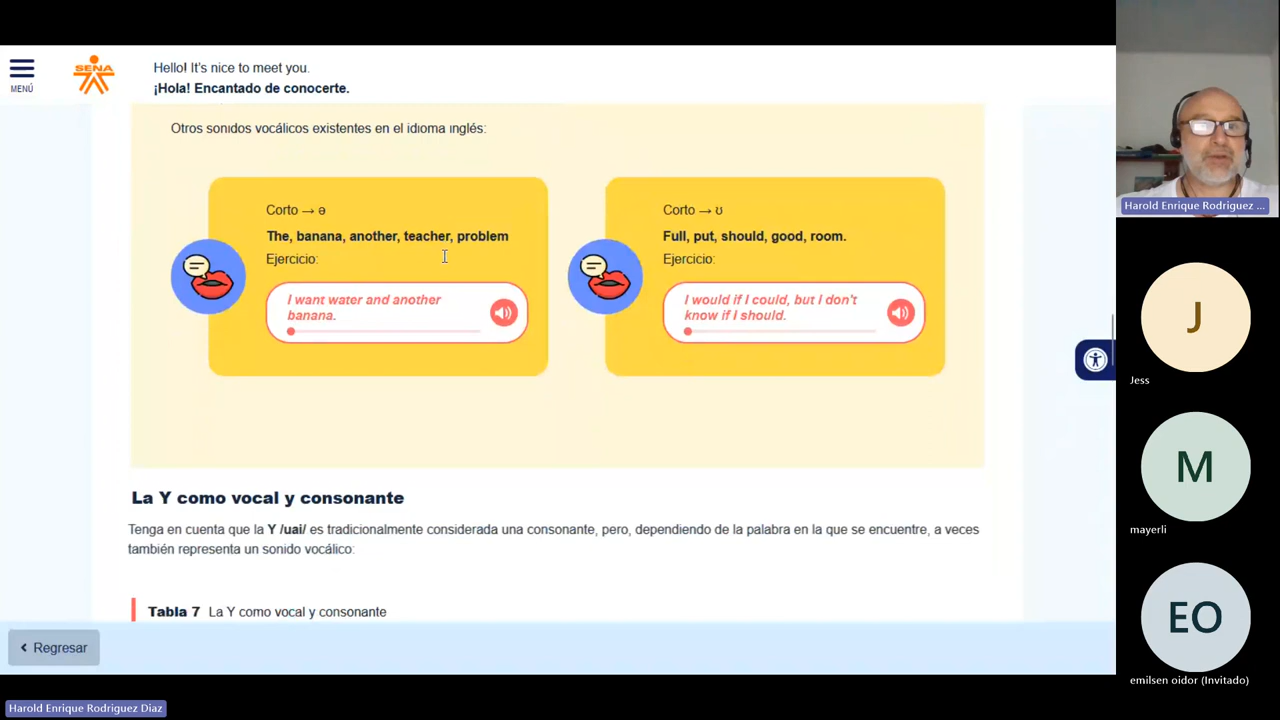 MENÚ
SENA
Hello! It's nice to meet you.
¡Hola! Encantado de conocerte.
Otros sonidos vocálicos existentes en el idioma inglés:
Corto → ə
The, banana, another, teacher, problem
Ejercicio:
I want water and another
banana.
Corto → ʊ
Full, put, should, good, room.
Ejercicio:
I would if I could, but I don't
know if I should.
La Y como vocal y consonante
Tenga en cuenta que la Y /uai/ es tradicionalmente considerada una consonante, pero, dependiendo de la palabra en la que se encuentre, a veces
también representa un sonido vocálico:
Tabla 7 La Y como vocal y consonante
Regresar
Harold Enrique Rodriguez Diaz
Harold Enrique Rodriguez ...
J
Jess
M
mayerli
EO
emilsen oidor (Invitado)